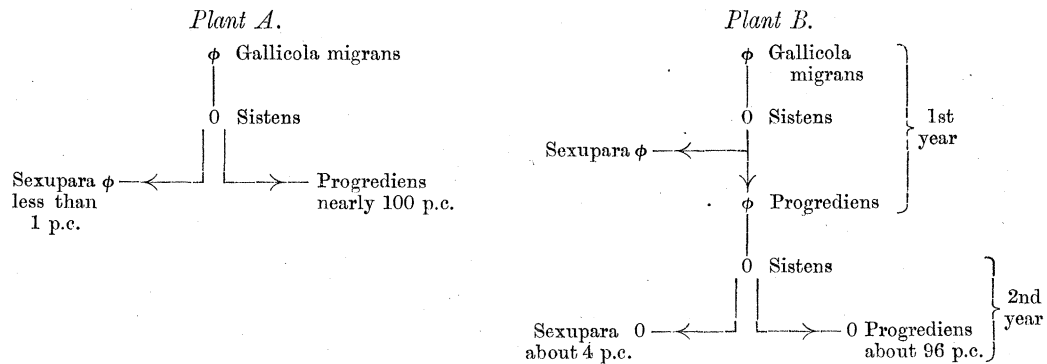 Plant A.
ϕ Gallicola migrans
0 Sistens
Sexupara ϕ
less than
1 p.c.
Progrediens
nearly 100 p.c.
Plant B.
ϕ Gallicola
migrans
0 Sistens
Sexupara ϕ
ϕ Progrediens
1st
year
0 Sistens
Sexupara 0
about 4 p.c.
0 Progrediens
about 96 p.c.
2nd
year